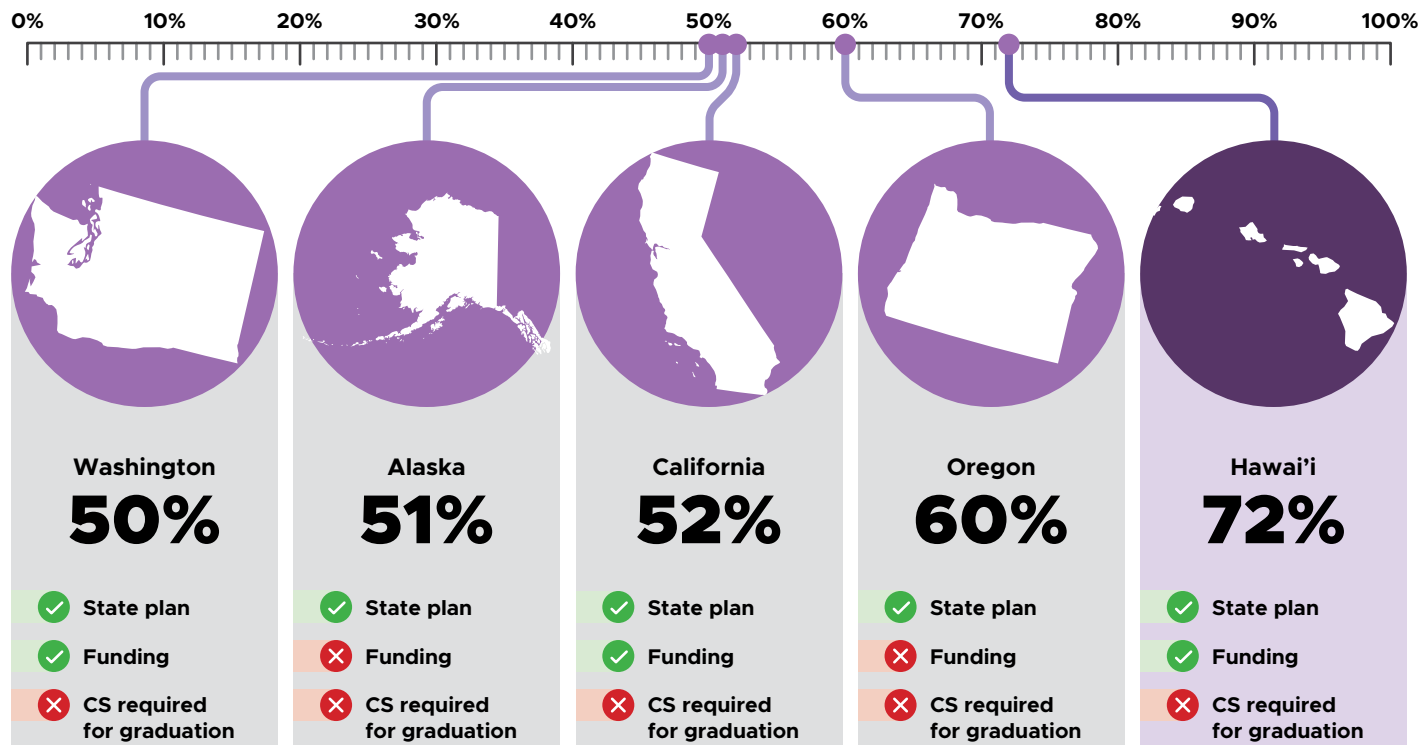 0% 10% 20% 30% 40% 50% 60% 70% 80% 90% 100%
Washington
50%
State plan
Funding
CS required
for graduation
Alaska
51%
State plan
Funding
CS required
for graduation
California
52%
State plan
Funding
CS required
for graduation
Oregon
60%
State plan
Funding
CS required
for graduation
Hawai’i
72%
State plan
Funding
CS required
for graduation